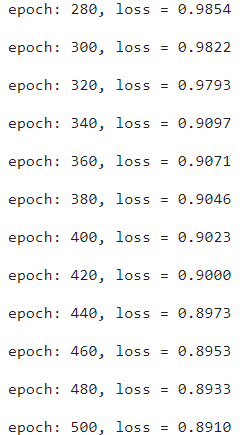 epoch: 280, loss = 0.9854
epoch: 300, loss = 0.9822
epoch: 320, loss = 0.9793
epoch: 340, loss = 0.9097
epoch: 360, loss = 0.9071
epoch: 380, loss = 0.9046
epoch: 400, loss = 0.9023
epoch: 420, loss = 0.9000
epoch: 440, loss = 0.8973
epoch: 460, loss = 0.8953
epoch: 480, loss = 0.8933
epoch: 500, loss = 0.8910